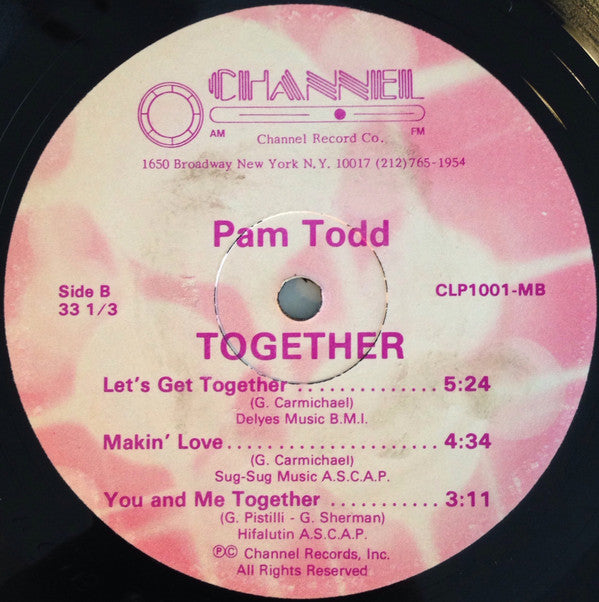 CHANNEL
AM FM
Channel Record Co.
1650 Broadway New York N.Y. 10017 (212)765-1954
Pam Todd
Side B CLP1001-MB
33 1/3
TOGETHER
Let's Get Together .............. 5:24
(G. Carmichael)
Delyes Music B.M.I.
Makin' Love...................... 4:34
(G. Carmichael)
Sug-Sug Music A.S.C.A.P.
You and Me Together ........... 3:11
(G. Pistilli - G. Sherman)
Hifalutin A.S.C.A.P.
℗© Channel Records, Inc.
All Rights Reserved